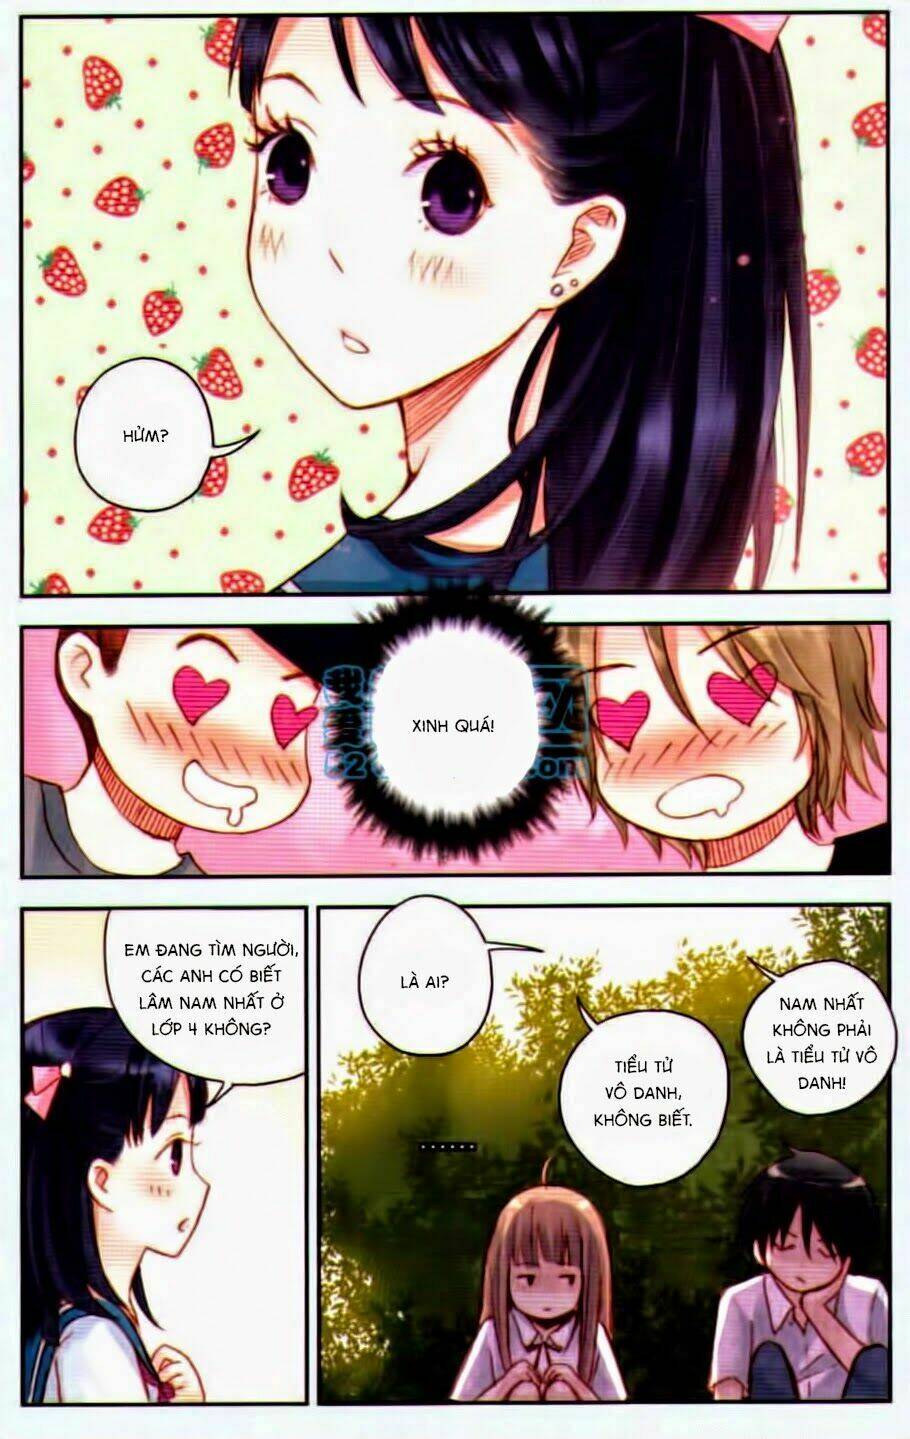 HỬM?
XINH QUÁ!
EM ĐANG TÌM NGƯỜI,
CÁC ANH CÓ BIẾT
LÂM NAM NHẤT Ở
LỚP 4 KHÔNG?
LÀ AI?
TIỂU TỬ
VÔ DANH,
KHÔNG BIẾT.
NAM NHẤT
KHÔNG PHẢI
LÀ TIỂU TỬ VÔ
DANH!
......